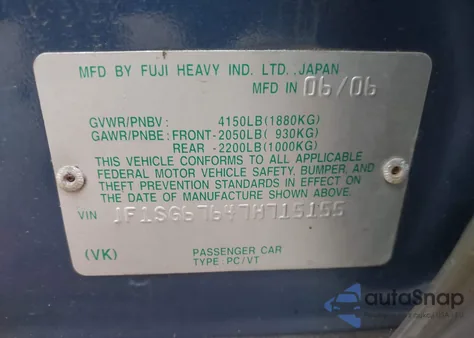 MFD BY FUJI HEAVY IND. LTD.,JAPAN
MFD IN 06/06
GVWR/PNBV : 4150LB(1880KG)
GAWR/PNBE : FRONT-2050LB( 930KG)
REAR -2200LB(1000KG)
THIS VEHICLE CONFORMS TO ALL APPLICABLE
FEDERAL MOTOR VEHICLE SAFETY, BUMPER, AND
THEFT PREVENTION STANDARDS IN EFFECT ON
THE DATE OF MANUFACTURE SHOWN ABOVE.
VIN
(VK)
PASSENGER CAR
TYPE: PC/VT
autoSnap